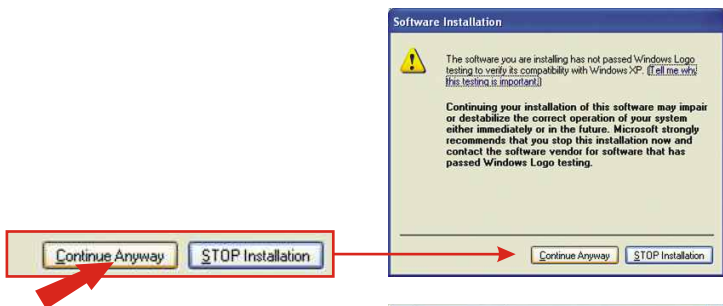 Software Installation
The software you are installing has not passed Windows Logo
testing to verify its compatibility with Windows XP. (Tell me why
this testing is important.)
Continuing your installation of this software may impair
or destabilize the correct operation of your system
either immediately or in the future. Microsoft strongly
recommends that you stop this installation now and
contact the software vendor for software that has
passed Windows Logo testing.
Continue Anyway STOP Installation
Continue Anyway STOP Installation